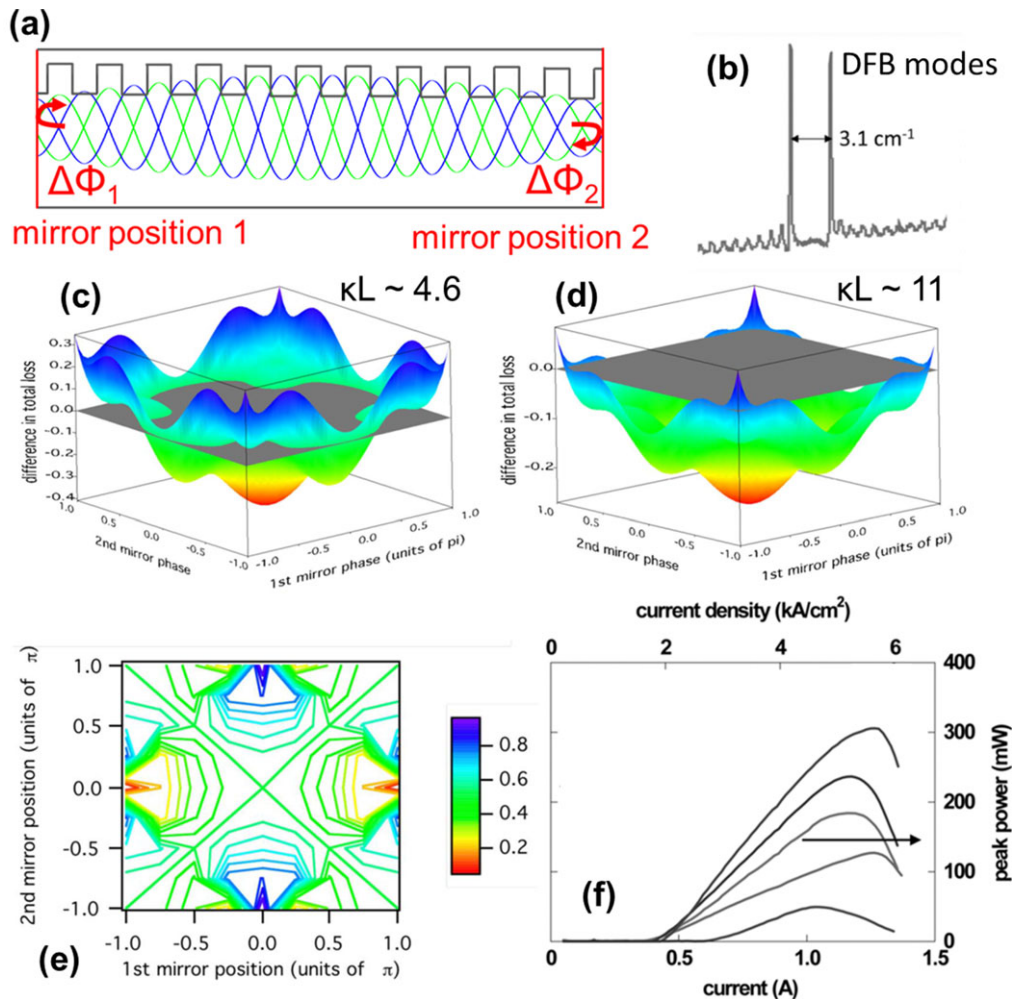 (a)
ΔΦ1
ΔΦ2
mirror position 1
mirror position 2
(b)
DFB modes
3.1 cm-1
(c)
κL ~ 4.6
difference in total loss
0.3
0.2
0.1
0.0
-0.1
-0.2
-0.3
-0.4
1.0
0.5
0.0
-0.5
-1.0
2nd mirror phase
-1.0
-0.5
0.0
0.5
1.0
1st mirror phase (units of pi)
(d)
κL ~ 11
difference in total loss
0.0
-0.1
-0.2
1.0
0.5
0.0
-0.5
-1.0
2nd mirror phase
-1.0
-0.5
0.0
0.5
1.0
1st mirror phase (units of pi)
(e)
2nd mirror position (units of π)
1.0
0.5
0.0
-0.5
-1.0
-1.0
-0.5
0.0
0.5
1.0
1st mirror position (units of π)
0.8
0.6
0.4
0.2
current density (kA/cm2)
0 2 4 6
400
300
200
100
0
peak power (mW)
(f)
0 0.5 1.0 1.5
current (A)